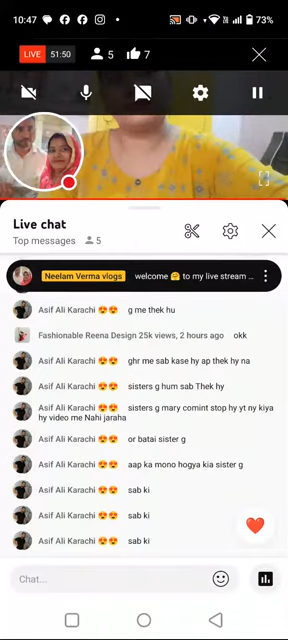 10:47
73%
LIVE 51:50 5 7
Live chat
Top messages 5
Neelam Verma vlogs welcome 🤗 to my live stream ..
Asif Ali Karachi 😍😍 g me thek hu
Fashionable Reena Design 25k views, 2 hours ago okk
Asif Ali Karachi 😍😍 ghr me sab kase hy ap thek hy na
Asif Ali Karachi 😍😍 sisters g hum sab Thek hy
Asif Ali Karachi 😍😍 sisters g mary comint stop hy yt ny kiya
hy video me Nahi jaraha
Asif Ali Karachi 😍😍 or batai sister g
Asif Ali Karachi 😍😍 aap ka mono hogya kia sister g
Asif Ali Karachi 😍😍 sab ki
Asif Ali Karachi 😍😍 sab ki
Asif Ali Karachi 😍😍 sab ki
Chat...